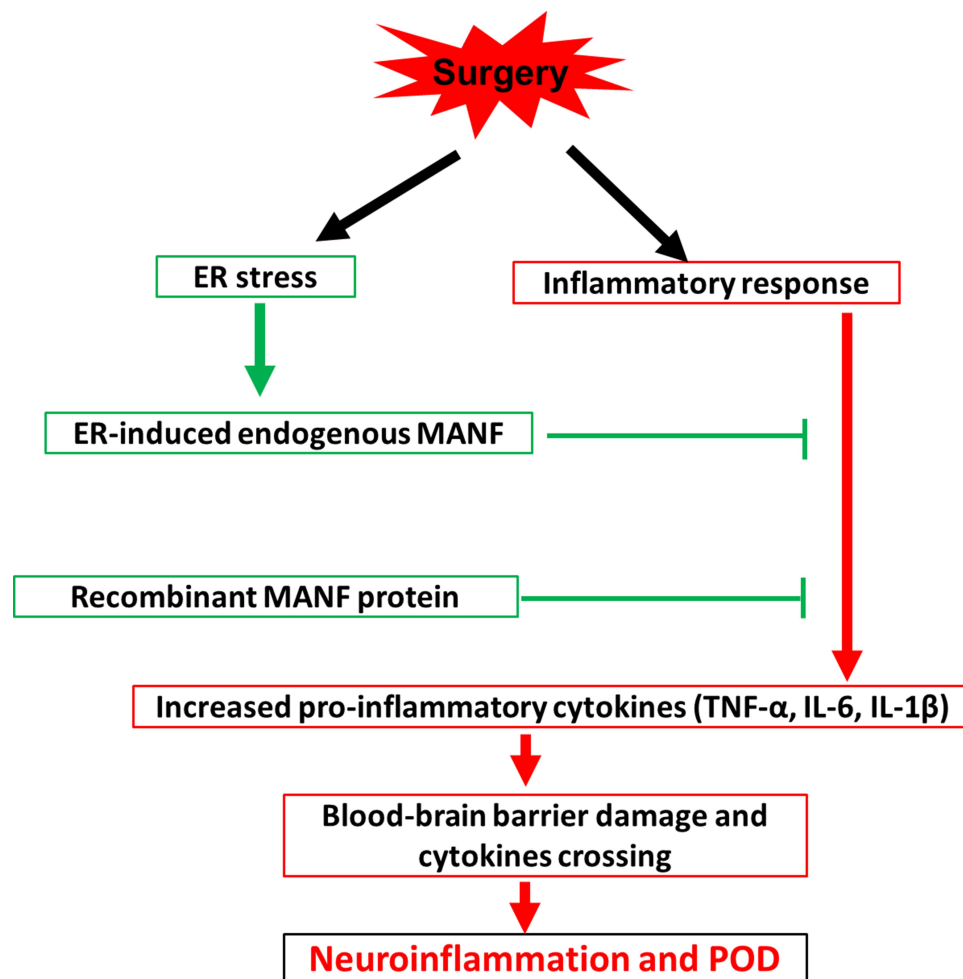 Surgery
ER stress
Inflammatory response
ER-induced endogenous MANF
Recombinant MANF protein
Increased pro-inflammatory cytokines (TNF-α, IL-6, IL-1β)
Blood-brain barrier damage and
cytokines crossing
Neuroinflammation and POD